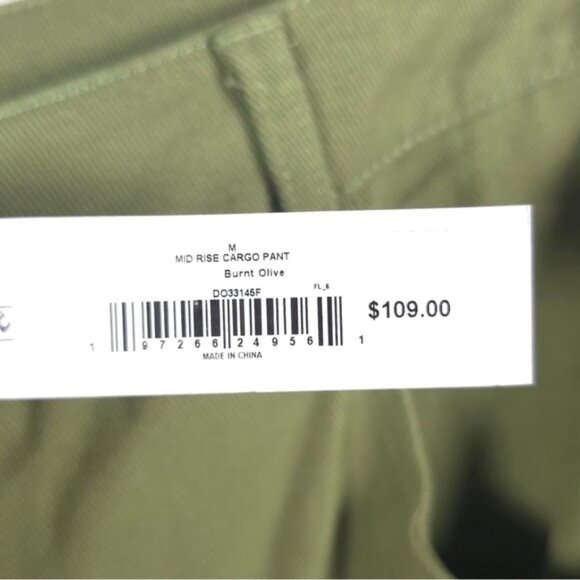 M
MID RISE CARGO PANT
Burnt Olive
DO33145F
FL_6
$109.00
1 97266 24956 1
MADE IN CHINA